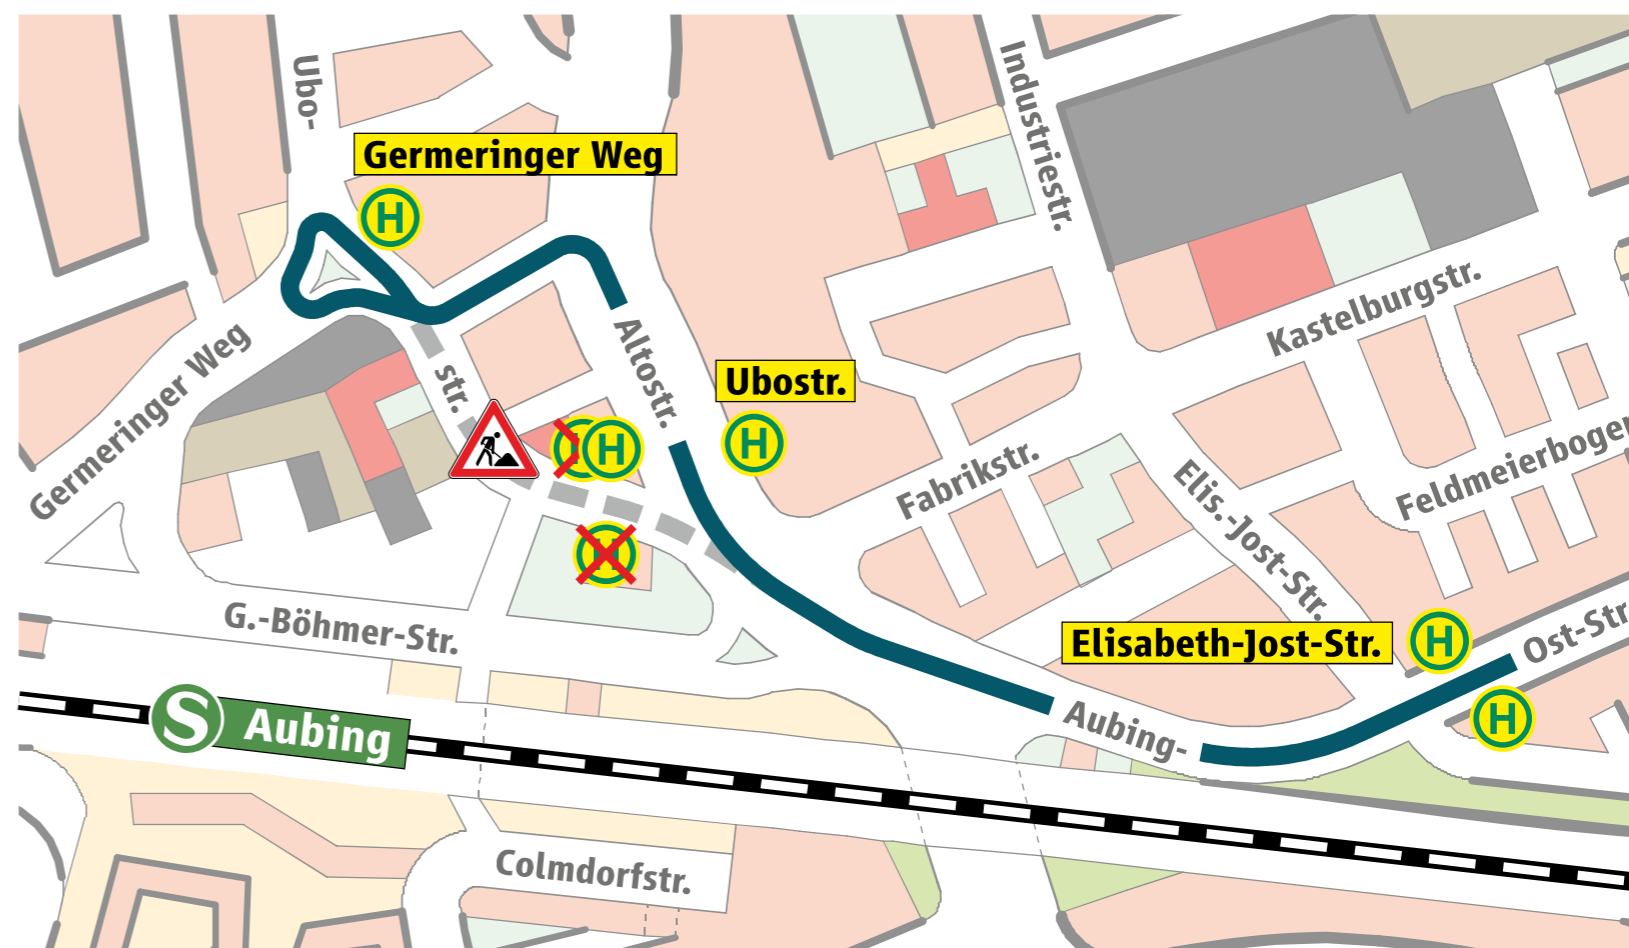 Ubo-
Germeringer Weg
H
Industriestr.
Kastelburgstr.
Germeringer Weg
str.
Altostr.
Ubostr.
H
H
Fabrikstr.
Elis.-Jost-Str.
H
G.-Böhmer-Str.
Elisabeth-Jost-Str.
H
Ost-Str
H
S Aubing
Aubing-
Colmdorfstr.